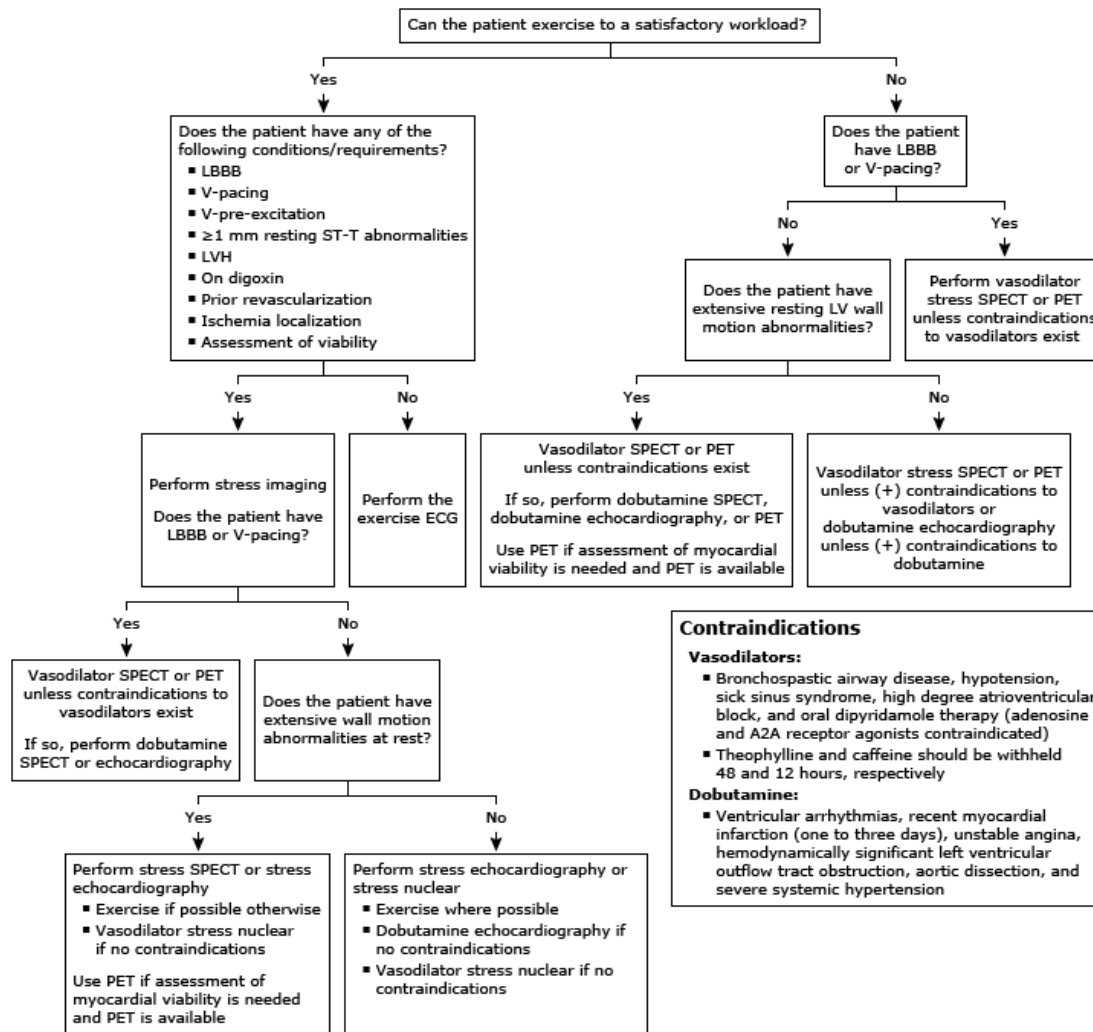 Can the patient exercise to a satisfactory workload?
Yes
No
Does the patient have any of the
following conditions/requirements?
▪ LBBB
▪ V-pacing
▪ V-pre-excitation
▪ ≥1 mm resting ST-T abnormalities
▪ LVH
▪ On digoxin
▪ Prior revascularization
▪ Ischemia localization
▪ Assessment of viability
Does the patient
have LBBB
or V-pacing?
No
Yes
Does the patient have
extensive resting LV wall
motion abnormalities?
Perform vasodilator
stress SPECT or PET
unless contraindications
to vasodilators exist
Yes
No
Yes
No
Perform stress imaging
Does the patient have
LBBB or V-pacing?
Perform the
exercise ECG
Vasodilator SPECT or PET
unless contraindications exist
If so, perform dobutamine SPECT,
dobutamine echocardiography, or PET
Use PET if assessment of myocardial
viability is needed and PET is available
Vasodilator stress SPECT or PET
unless (+) contraindications to
vasodilators or
dobutamine echocardiography
unless (+) contraindications to
dobutamine
Yes
No
Vasodilator SPECT or PET
unless contraindications to
vasodilators exist
If so, perform dobutamine
SPECT or echocardiography
Does the patient have
extensive wall motion
abnormalities at rest?
Yes
No
Perform stress SPECT or stress
echocardiography
▪ Exercise if possible otherwise
▪ Vasodilator stress nuclear
if no contraindications
Use PET if assessment of
myocardial viability is needed
and PET is available
Perform stress echocardiography or
stress nuclear
▪ Exercise where possible
▪ Dobutamine echocardiography if
no contraindications
▪ Vasodilator stress nuclear if no
contraindications
Contraindications
Vasodilators:
▪ Bronchospastic airway disease, hypotension,
sick sinus syndrome, high degree atrioventricular
block, and oral dipyridamole therapy (adenosine
and A2A receptor agonists contraindicated)
▪ Theophylline and caffeine should be withheld
48 and 12 hours, respectively
Dobutamine:
▪ Ventricular arrhythmias, recent myocardial
infarction (one to three days), unstable angina,
hemodynamically significant left ventricular
outflow tract obstruction, aortic dissection, and
severe systemic hypertension